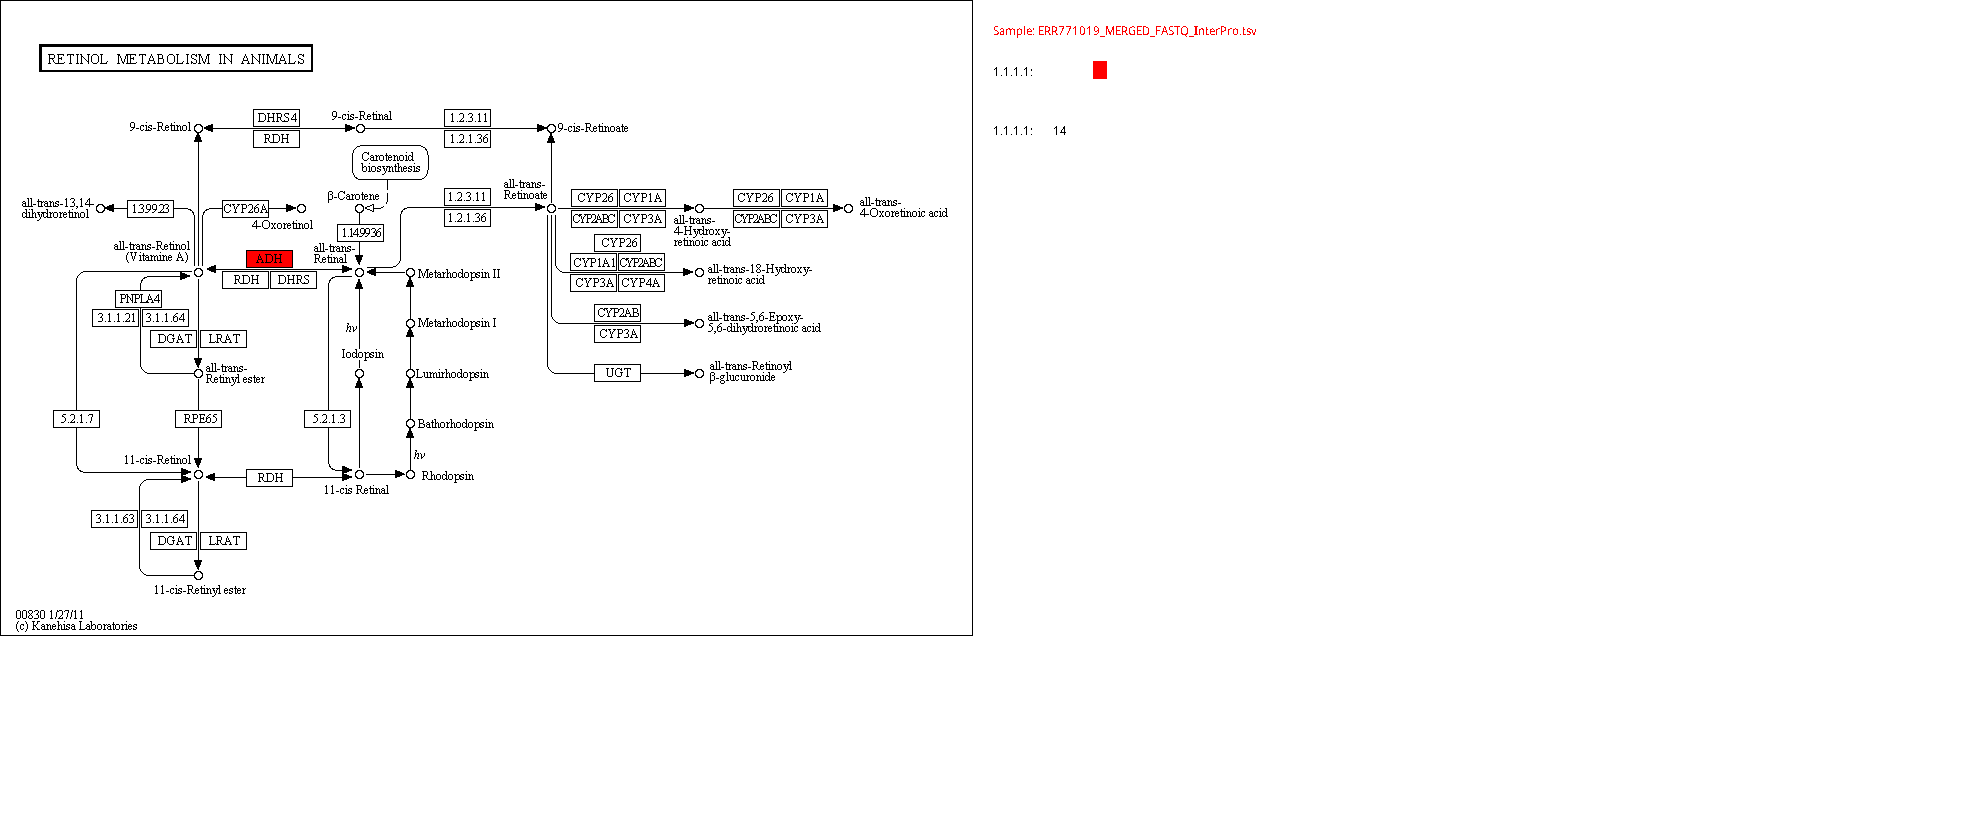 Sample: ERR771019_MERGED_FASTQ_InterPro.tsv
RETINOL METABOLISM IN ANIMALS
1.1.1.1:
1.1.1.1: 14
9-cis-Retinol
DHRS4
RDH
9-cis-Retinal
1.2.3.11
1.2.1.36
9-cis-Retinoate
Carotenoid
biosynthesis
β-Carotene
all-trans-13,14-
dihydroretinol
1.3.99.23
CYP26A
4-Oxoretinol
1.14.99.36
1.2.3.11
1.2.1.36
all-trans-
Retinoate
CYP26 CYP1A
CYP2ABC CYP3A
all-trans-
4-Hydroxy-
retinoic acid
CYP26 CYP1A
CYP2ABC CYP3A
all-trans-
4-Oxoretinoic acid
all-trans-Retinol
(Vitamine A)
ADH
RDH DHRS
all-trans-
Retinal
Metarhodopsin II
CYP26
CYP1A1 CYP2ABC
CYP3A CYP4A
all-trans-18-Hydroxy-
retinoic acid
PNPLA4
3.1.1.21 3.1.1.64
DGAT LRAT
hν
Metarhodopsin I
CYP2AB
CYP3A
all-trans-5,6-Epoxy-
5,6-dihydroretinoic acid
Iodopsin
all-trans-
Retinyl ester
Lumirhodopsin
UGT
all-trans-Retinoyl
β-glucuronide
5.2.1.7
RPE65
5.2.1.3
Bathorhodopsin
hν
11-cis-Retinol
RDH
11-cis Retinal
Rhodopsin
3.1.1.63 3.1.1.64
DGAT LRAT
11-cis-Retinyl ester
00830 1/27/11
(c) Kanehisa Laboratories